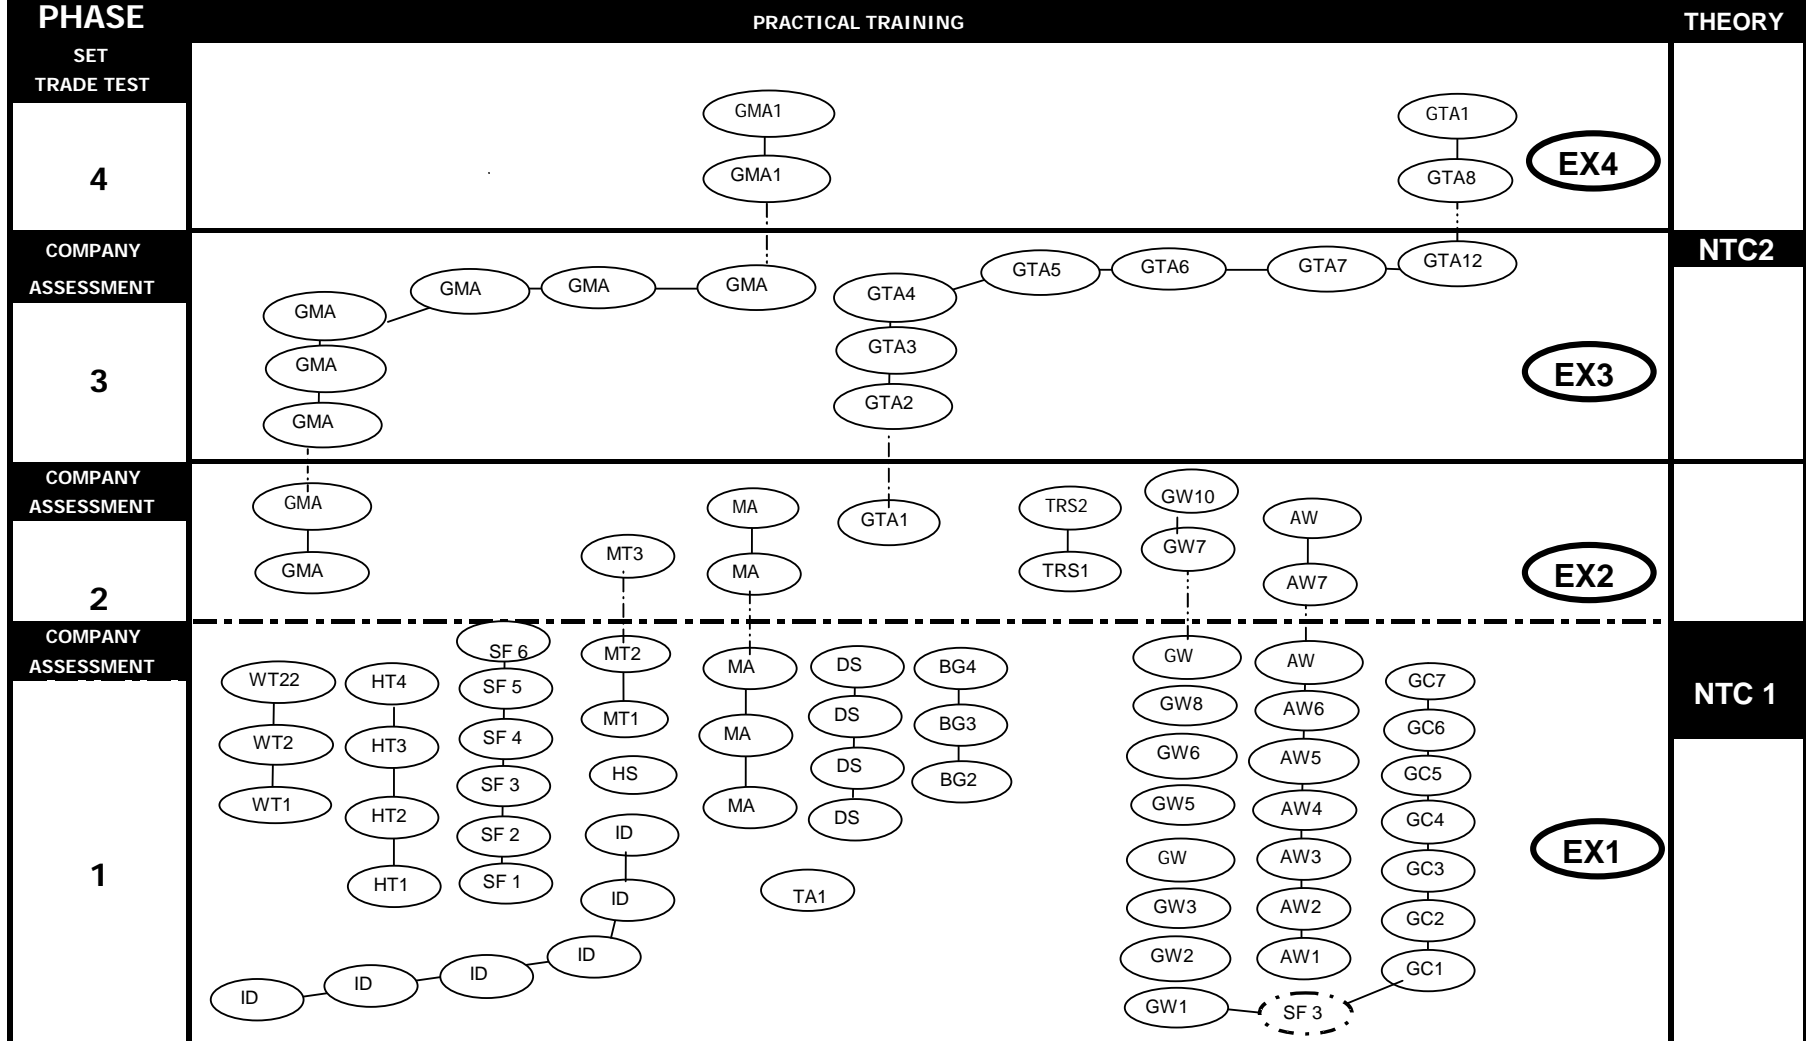 PHASE
PRACTICAL TRAINING
THEORY
SET
TRADE TEST
GMA1
GTA1
EX4
4
GMA1
GTA8
COMPANY
ASSESSMENT
NTC2
GMA
GMA
GMA
GMA
GTA4
GTA5
GTA6
GTA7
GTA12
3
GMA
GTA3
EX3
GMA
GTA2
COMPANY
ASSESSMENT
GMA
MA
GTA1
TRS2
GW10
AW
2
GMA
MT3
MA
TRS1
GW7
AW7
EX2
COMPANY
ASSESSMENT
NTC 1
WT22
HT4
SF 6
MT2
MA
DS
BG4
GW
AW
GC7
SF 5
GW8
AW6
WT2
HT3
SF 4
MT1
MA
DS
BG3
GC6
WT1
SF 3
HS
DS
BG2
GW6
AW5
GC5
1
HT2
SF 2
ID
MA
DS
GW5
AW4
GC4
EX1
HT1
SF 1
ID
TA1
GW
AW3
GC3
GW3
AW2
GC2
ID
ID
ID
ID
GW2
AW1
GC1
GW1
SF 3